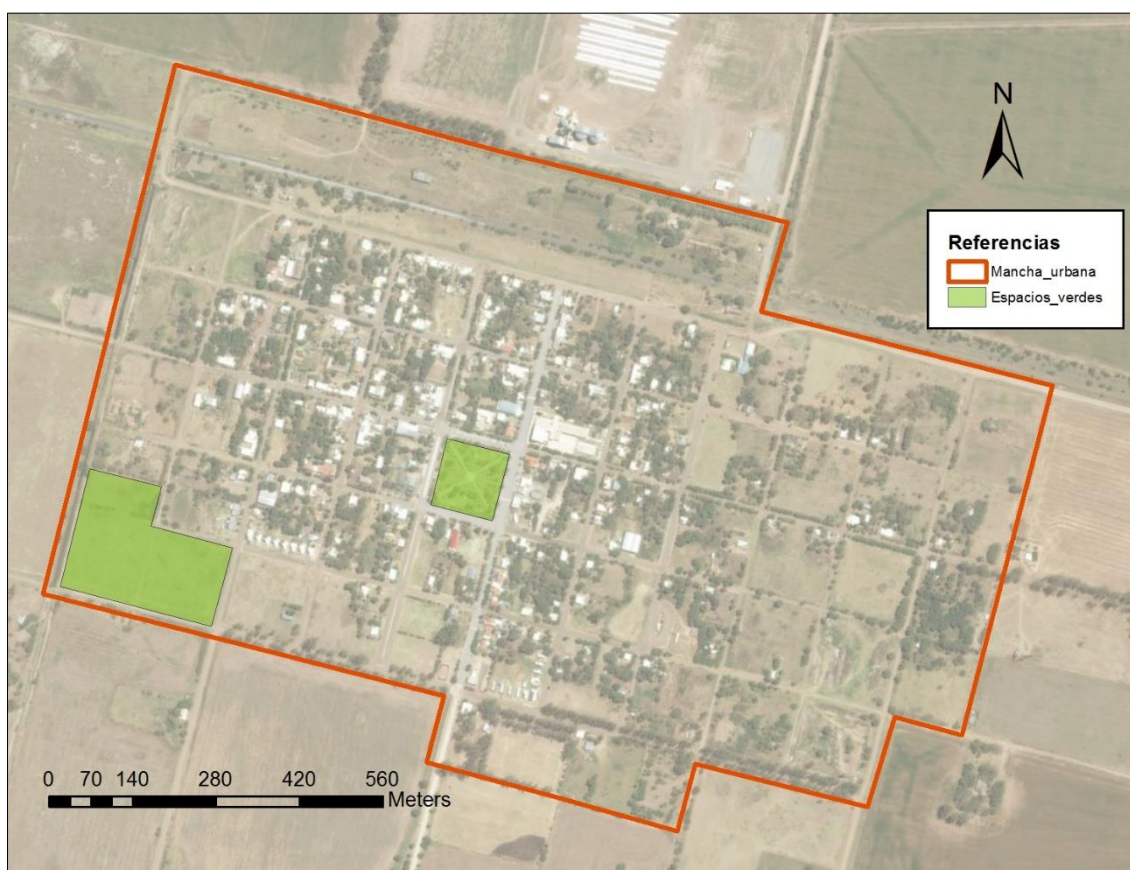 N
Referencias
Mancha_urbana
Espacios_verdes
0 70 140 280 420 560
Meters